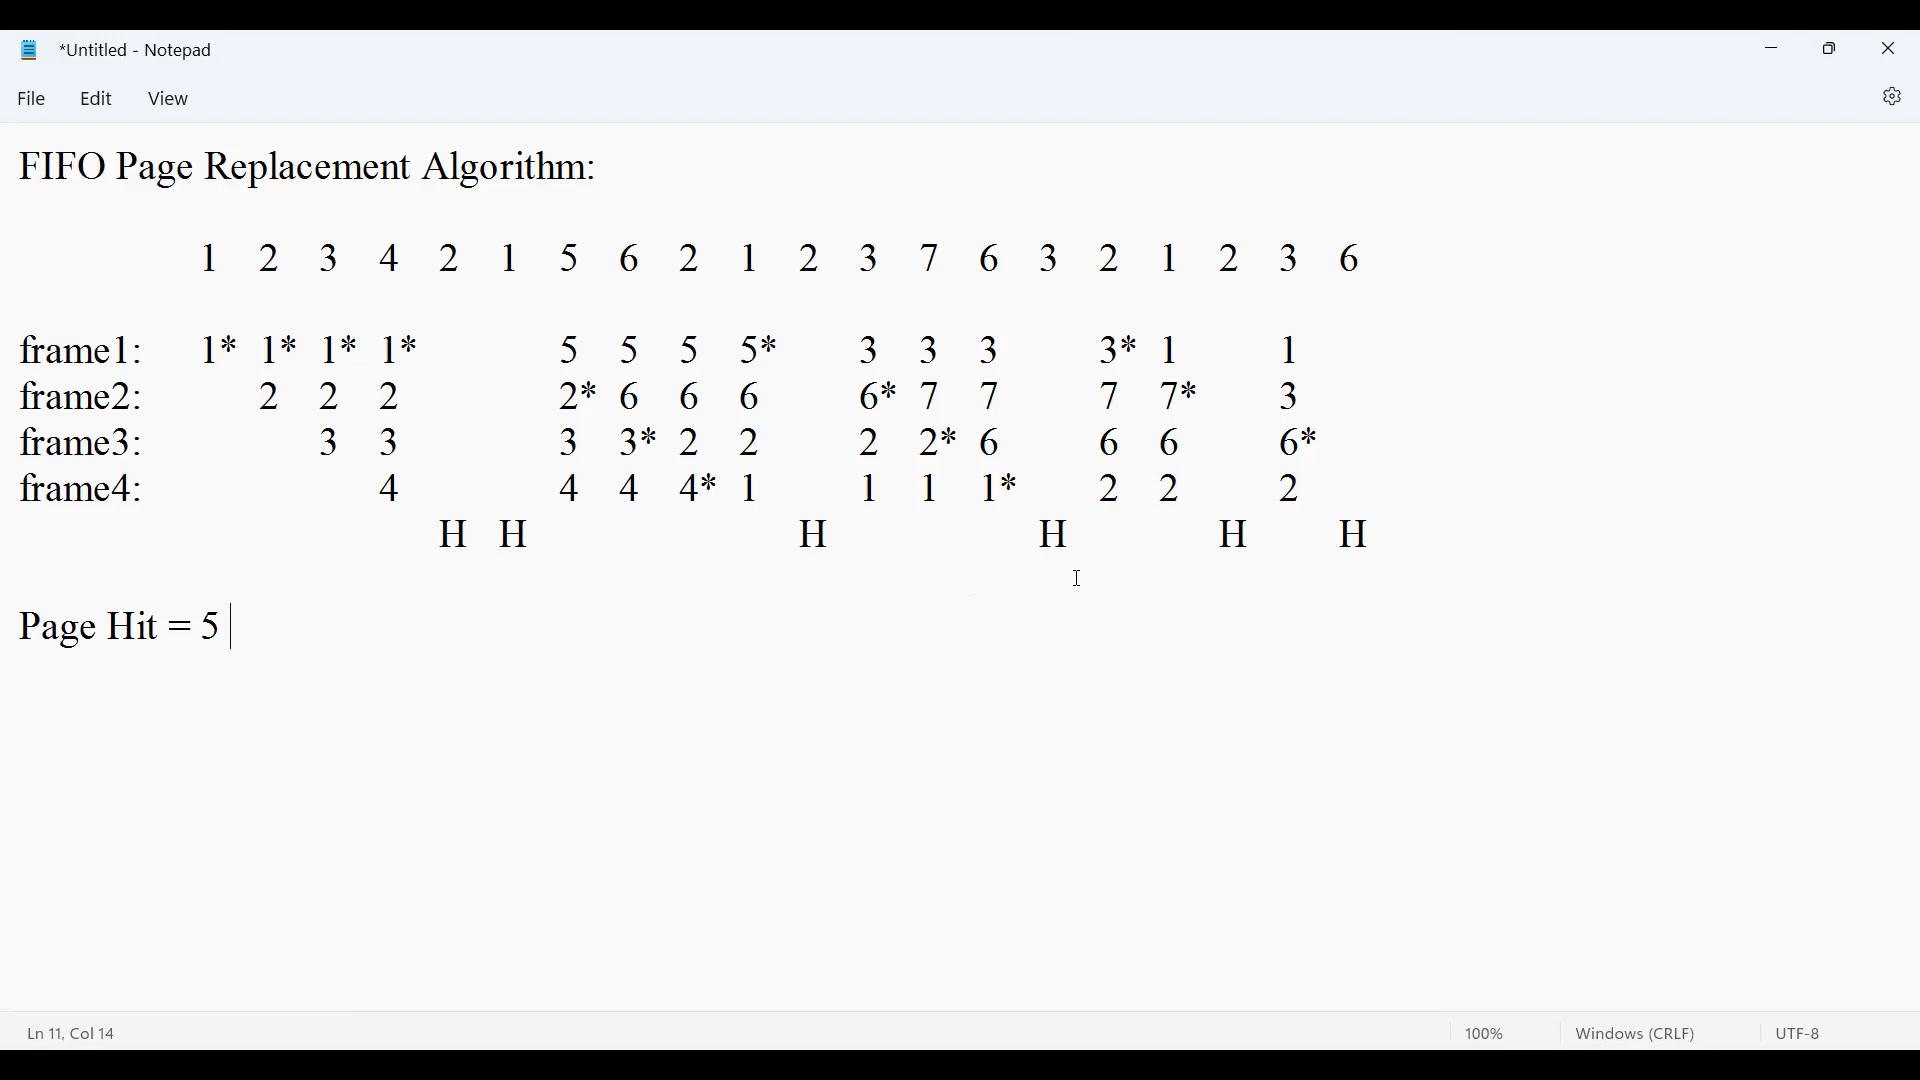 *Untitled - Notepad
File Edit View
FIFO Page Replacement Algorithm:
1 2 3 4 2 1 5 6 2 1 2 3 7 6 3 2 1 2 3 6
frame1: 1* 1* 1* 1* 5 5 5 5* 3 3 3 3* 1 1
frame2: 2 2 2 2* 6 6 6 6* 7 7 7 7* 3
frame3: 3 3 3 3* 2 2 2 2* 6 6 6 6*
frame4: 4 4 4 4* 1 1 1 1* 2 2 2
H H H H H H
Page Hit = 5
Ln 11, Col 14 100% Windows (CRLF) UTF-8